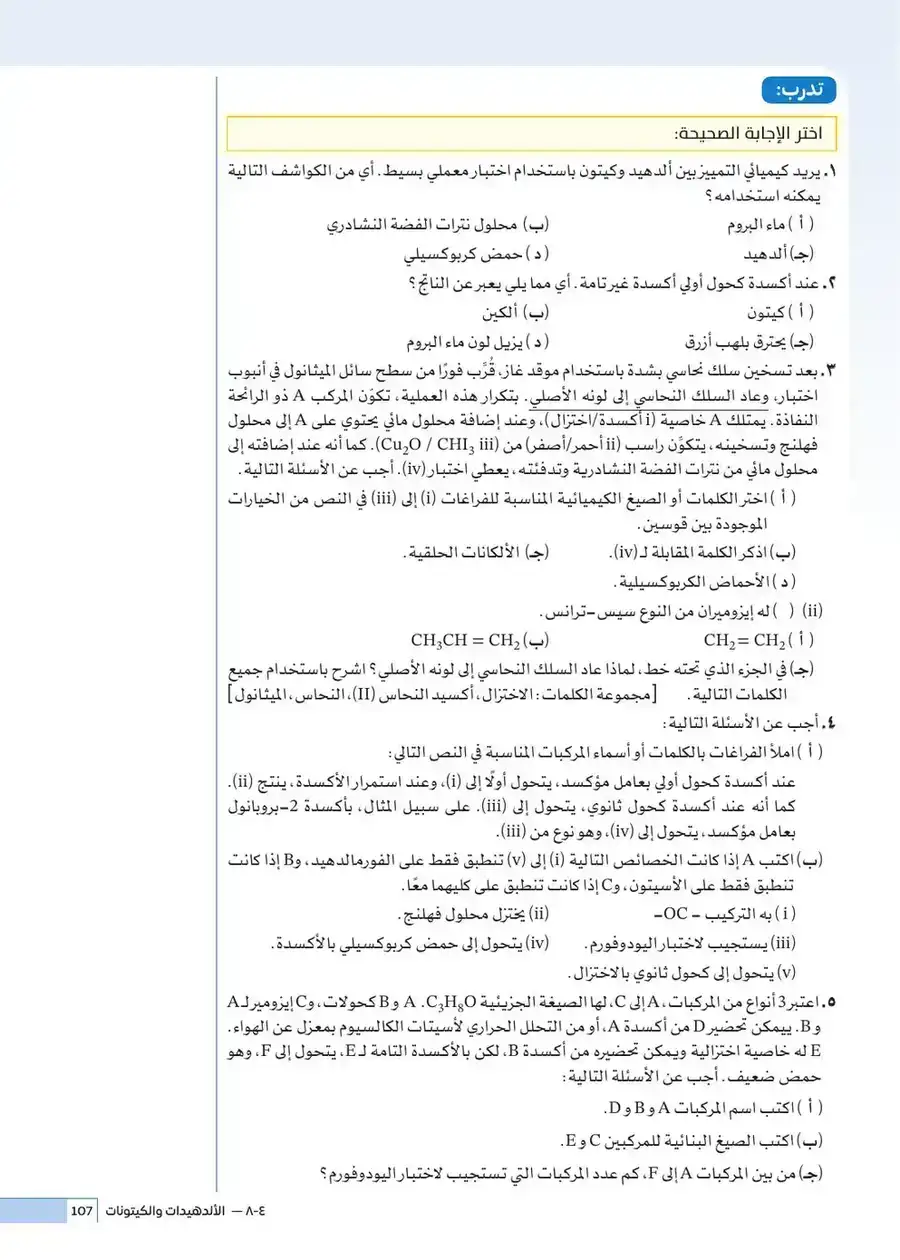 تدرب:
اختر الإجابة الصحيحة:
١. يريد كيميائي التمييز بين ألدهيد وكيتون باستخدام اختبار معملي بسيط. أي من الكواشف التالية
يمكنه استخدامه؟
( أ ) ماء البروم (ب) محلول نترات الفضة النشادري
(جـ) ألدهيد ( د ) حمض كربوكسيلي
٢. عند أكسدة كحول أولي أكسدة غير تامة. أي مما يلي يعبر عن الناتج؟
( أ ) كيتون (ب) ألكين
(جـ) يحترق بلهب أزرق ( د ) يزيل لون ماء البروم
٣. بعد تسخين سلك نحاسي بشدة باستخدام موقد غاز، قُرِّب فورًا من سطح سائل الميثانول في أنبوب
اختبار، وعاد السلك النحاسي إلى لونه الأصلي. بتكرار هذه العملية، تكوّن المركب A ذو الرائحة
النفاذة. يمتلك A خاصية (i أكسدة/اختزال)، وعند إضافة محلول مائي يحتوي على A إلى محلول
فهلنج وتسخينه، يتكوَّن راسب (ii أحمر/أصفر) من (Cu₂O / CHI₃ iii). كما أنه عند إضافته إلى
محلول مائي من نترات الفضة النشادرية وتدفئته، يعطي اختبار (iv). أجب عن الأسئلة التالية.
( أ ) اختر الكلمات أو الصيغ الكيميائية المناسبة للفراغات (i) إلى (iii) في النص من الخيارات
الموجودة بين قوسين.
(ب) اذكر الكلمة المقابلة لـ (iv). (جـ) الألكانات الحلقية.
( د ) الأحماض الكربوكسيلية.
(ii) ( ) له إيزوميران من النوع سيس–ترانس.
( أ ) CH₂ = CH₂ (ب) CH₃CH = CH₂
(جـ) في الجزء الذي تحته خط، لماذا عاد السلك النحاسي إلى لونه الأصلي؟ اشرح باستخدام جميع
الكلمات التالية. [مجموعة الكلمات: الاختزال، أكسيد النحاس (II)، النحاس، الميثانول]
٤. أجب عن الأسئلة التالية:
( أ ) املأ الفراغات بالكلمات أو أسماء المركبات المناسبة في النص التالي:
عند أكسدة كحول أولي بعامل مؤكسد، يتحول أولًا إلى (i)، وعند استمرار الأكسدة، ينتج (ii).
كما أنه عند أكسدة كحول ثانوي، يتحول إلى (iii). على سبيل المثال، بأكسدة 2–بروبانول
بعامل مؤكسد، يتحول إلى (iv)، وهو نوع من (iii).
(ب) اكتب A إذا كانت الخصائص التالية (i) إلى (v) تنطبق فقط على الفورمالدهيد، وB إذا كانت
تنطبق فقط على الأسيتون، وC إذا كانت تنطبق على كليهما معًا.
( i ) به التركيب – OC– (ii) يختزل محلول فهلنج.
(iii) يستجيب لاختبار اليودوفورم. (iv) يتحول إلى حمض كربوكسيلي بالأكسدة.
(v) يتحول إلى كحول ثانوي بالاختزال.
٥. اعتبر 3 أنواع من المركبات، A إلى C، لها الصيغة الجزيئية C₃H₈O. A و B كحولات، و C إيزومير لـ A
و B. ييمكن تحضير D من أكسدة A، أو من التحلل الحراري لأسيتات الكالسيوم بمعزل عن الهواء.
E له خاصية اختزالية ويمكن تحضيره من أكسدة B، لكن بالأكسدة التامة لـ E، يتحول إلى F، وهو
حمض ضعيف. أجب عن الأسئلة التالية:
( أ ) اكتب اسم المركبات A و B و D.
(ب) اكتب الصيغ البنائية للمركبين C و E.
(جـ) من بين المركبات A إلى F، كم عدد المركبات التي تستجيب لاختبار اليودوفورم؟
٤-٨ – الألدهيدات والكيتونات 107